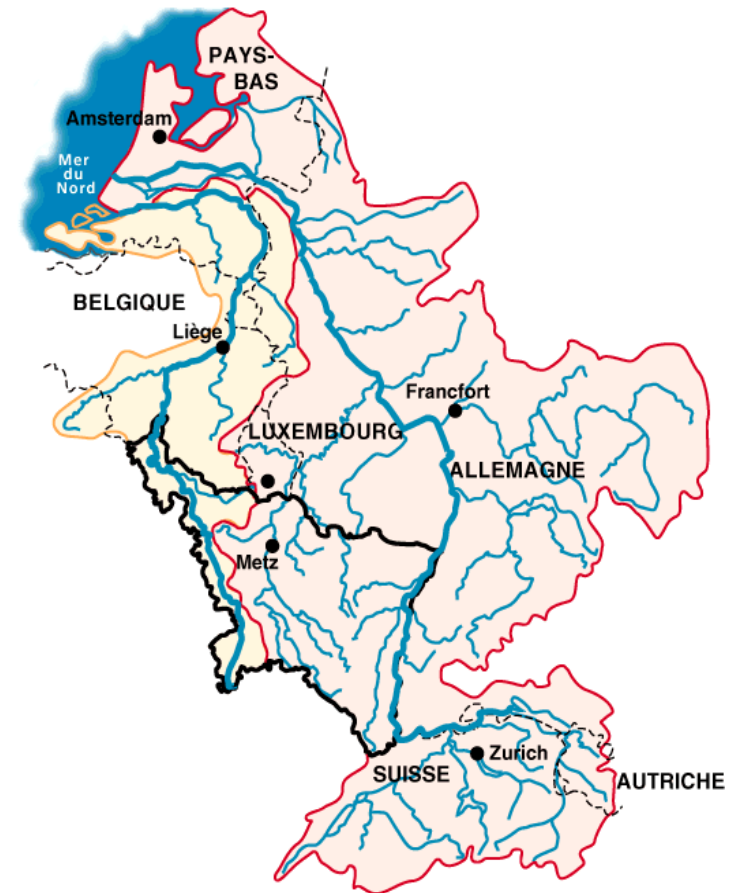 PAYS-
BAS
Amsterdam
Mer
du
Nord
BELGIQUE
Liège
Francfort
LUXEMBOURG
ALLEMAGNE
Metz
Zurich
SUISSE
AUTRICHE